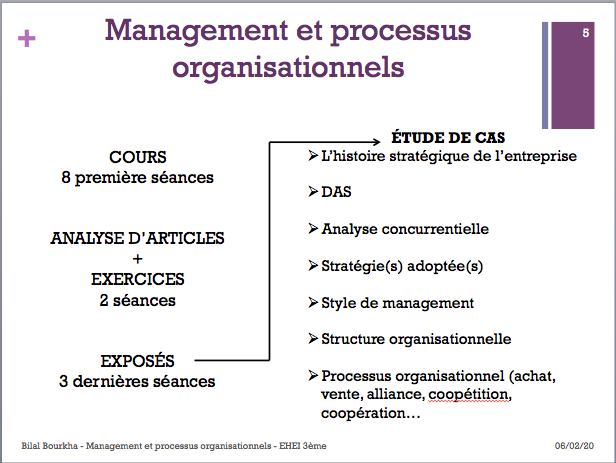 +
Management et processus
organisationnels
5
COURS
8 première séances
ANALYSE D'ARTICLES
+
EXERCICES
2 séances
EXPOSÉS
3 dernières séances
ÉTUDE DE CAS
L'histoire stratégique de l'entreprise
DAS
Analyse concurrentielle
Stratégie(s) adoptée(s)
Style de management
Structure organisationnelle
Processus organisationnel (achat,
vente, alliance, coopétition,
coopération…
Bilal Bourkha - Management et processus organisationnels - EHEI 3ème
06/02/20